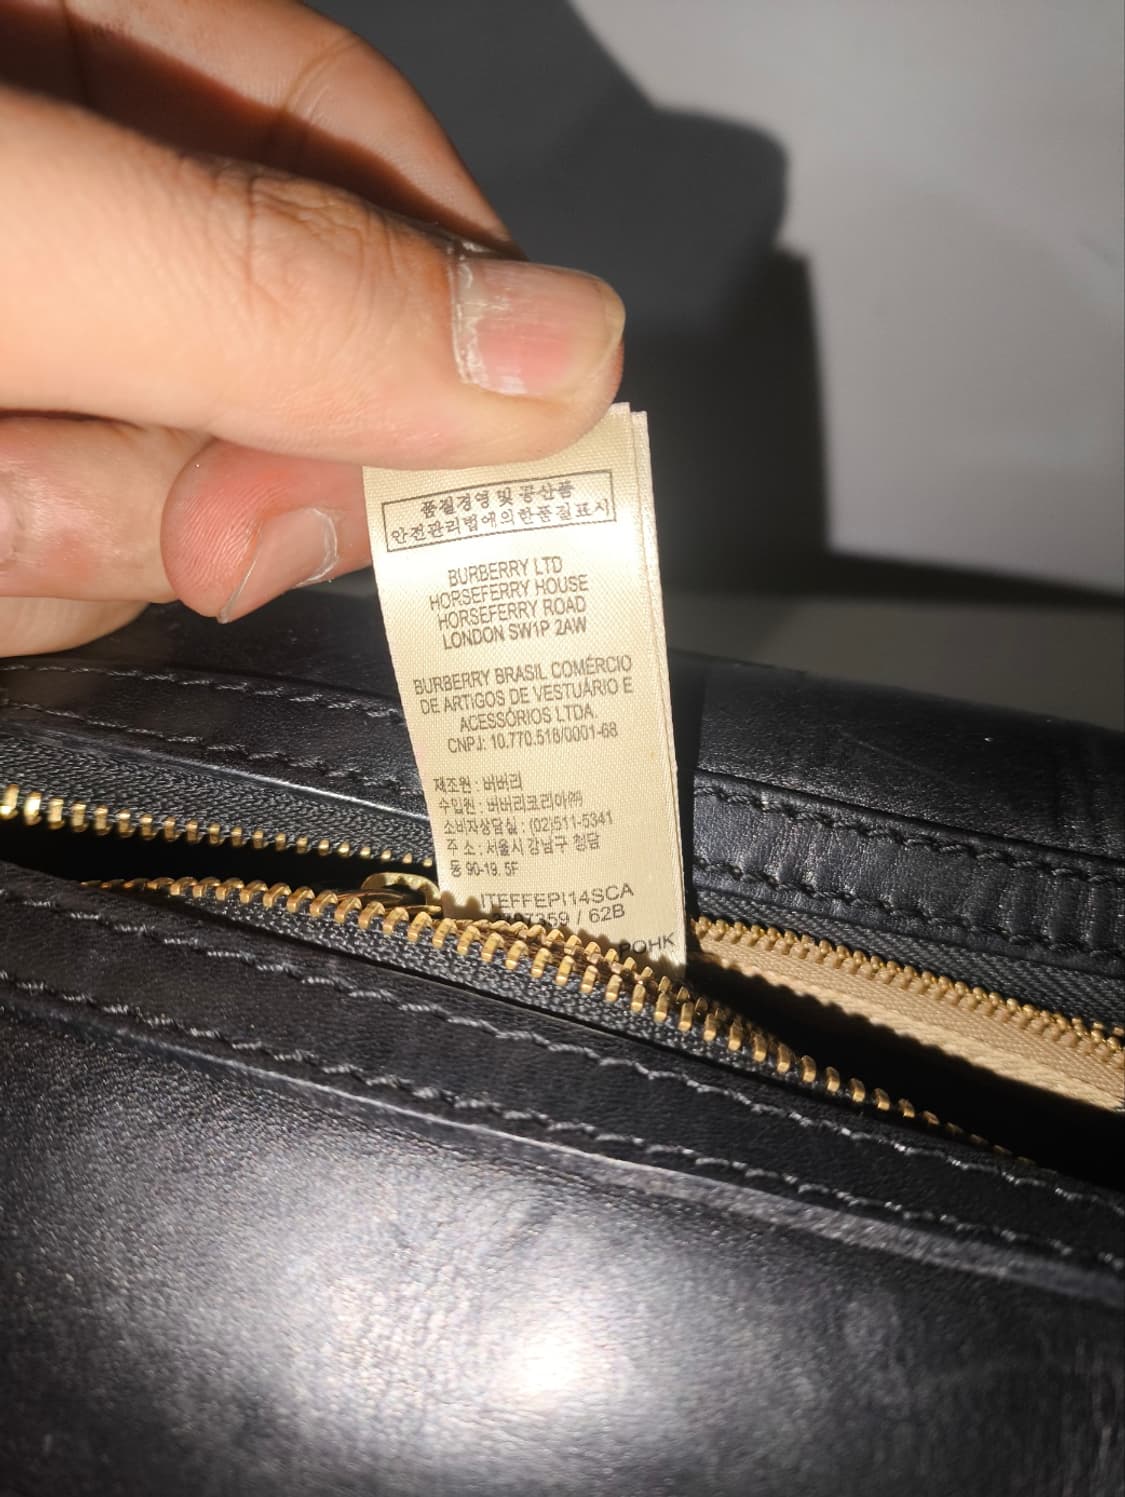 품질경영 및 공산품
안전관리법에의한품질표시
BURBERRY LTD
HORSEFERRY HOUSE
HORSEFERRY ROAD
LONDON SW1P 2AW
BURBERRY BRASIL COMÉRCIO
DE ARTIGOS DE VESTUÁRIO E
ACESSÓRIOS LTDA.
CNPJ: 10.770.518/0001-68
제조원 : 버버리
수입원 : 버버리코리아㈜
소비자상담실 : (02)511-5341
주 소 : 서울시 강남구 청담
동 90-19, 5F
/ 62B